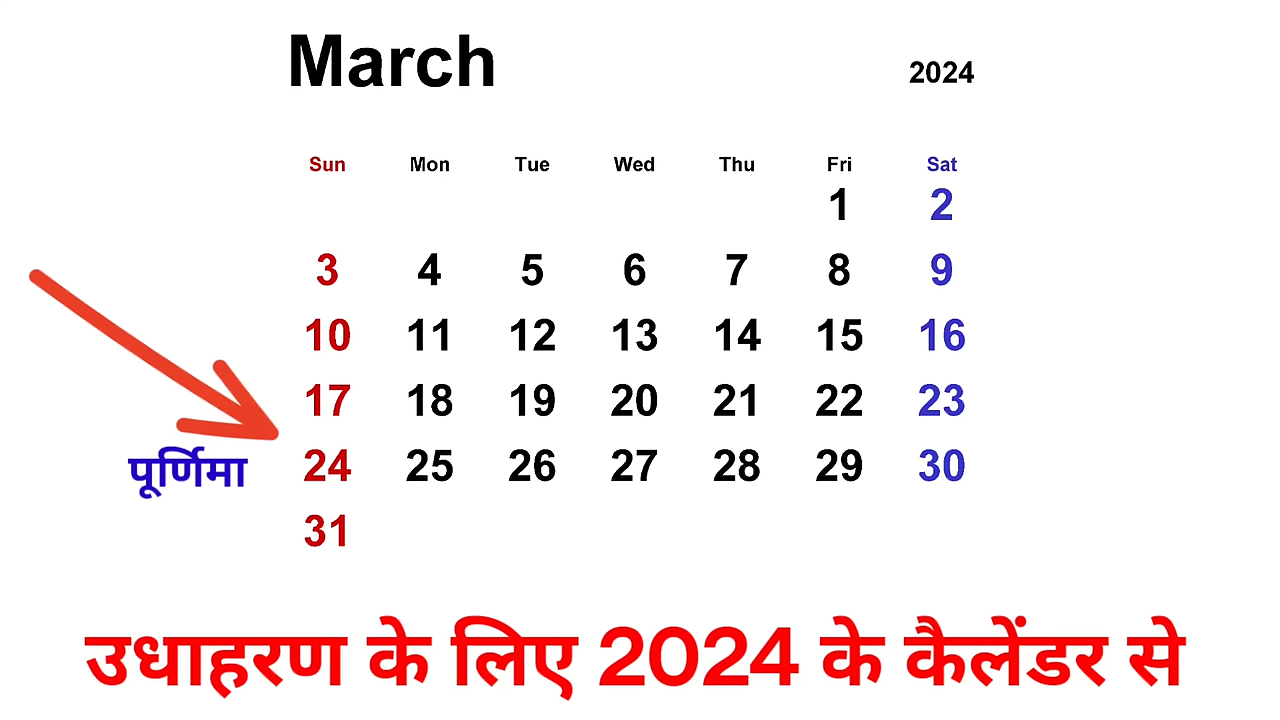 March 2024
Sun Mon Tue Wed Thu Fri Sat
1 2
3 4 5 6 7 8 9
10 11 12 13 14 15 16
17 18 19 20 21 22 23
पूर्णिमा 24 25 26 27 28 29 30
31
उधाहरण के लिए 2024 के कैलेंडर से